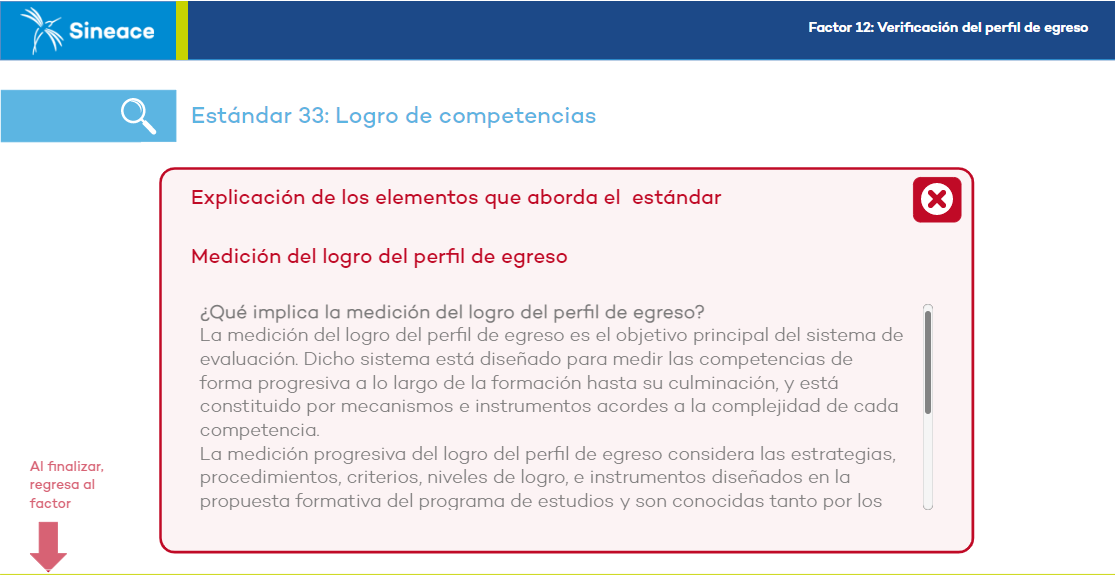 Sineace
Factor 12: Verificación del perfil de egreso
Estándar 33: Logro de competencias
Explicación de los elementos que aborda el  estándar
Medición del logro del perfil de egreso
¿Qué implica la medición del logro del perfil de egreso?
La medición del logro del perfil de egreso es el objetivo principal del sistema de
evaluación. Dicho sistema está diseñado para medir las competencias de
forma progresiva a lo largo de la formación hasta su culminación, y está
constituido por mecanismos e instrumentos acordes a la complejidad de cada
competencia.
La medición progresiva del logro del perfil de egreso considera las estrategias,
procedimientos, criterios, niveles de logro, e instrumentos diseñados en la
propuesta formativa del programa de estudios y son conocidas tanto por los
Al finalizar,
regresa al
factor